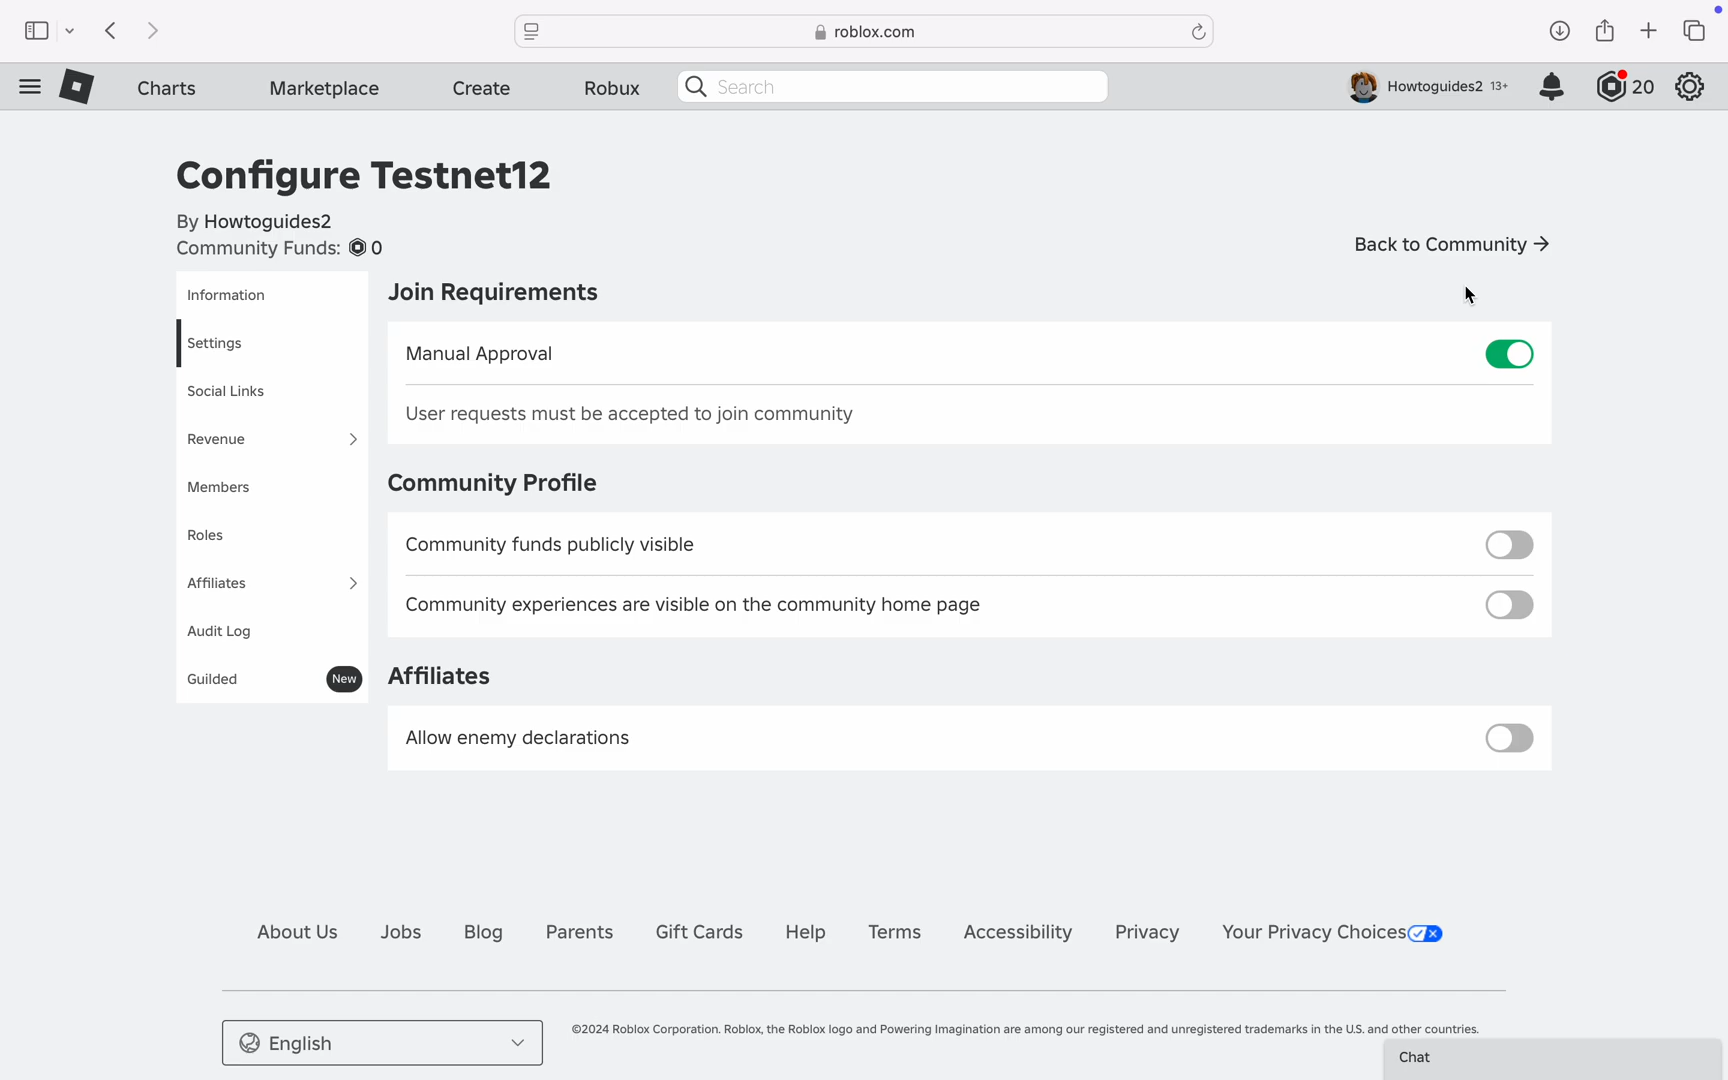 roblox.com
Charts
Marketplace
Create
Robux
Search
Howtoguides2 13+
20
Configure Testnet12
By Howtoguides2
Community Funds: 0
Back to Community →
Information
Settings
Social Links
Revenue
Members
Roles
Affiliates
Audit Log
Guilded New
Join Requirements
Manual Approval
User requests must be accepted to join community
Community Profile
Community funds publicly visible
Community experiences are visible on the community home page
Affiliates
Allow enemy declarations
About Us
Jobs
Blog
Parents
Gift Cards
Help
Terms
Accessibility
Privacy
Your Privacy Choices
English
©2024 Roblox Corporation. Roblox, the Roblox logo and Powering Imagination are among our registered and unregistered trademarks in the U.S. and other countries.
Chat